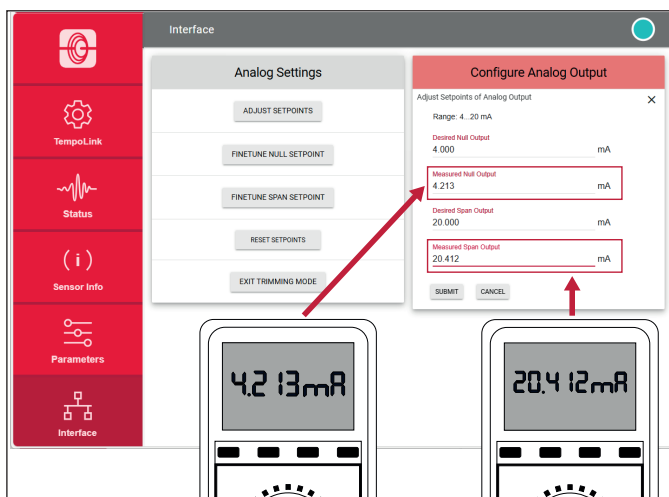 Interface
TempoLink
Status
(i)
Sensor Info
Parameters
Interface
Analog Settings
ADJUST SETPOINTS
FINETUNE NULL SETPOINT
FINETUNE SPAN SETPOINT
RESET SETPOINTS
EXIT TRIMMING MODE
Configure Analog Output
Adjust Setpoints of Analog Output
Range: 4...20 mA
Desired Null Output
4.000 mA
Measured Null Output
4.213 mA
Desired Span Output
20.000 mA
Measured Span Output
20.412 mA
SUBMIT CANCEL
4.213mA
20.412mA